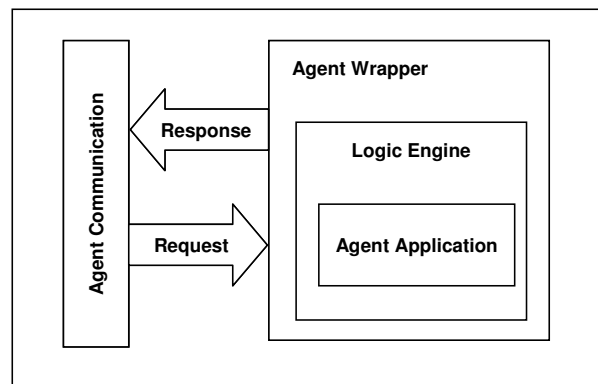 Agent Communication
Response
Request
Agent Wrapper
Logic Engine
Agent Application